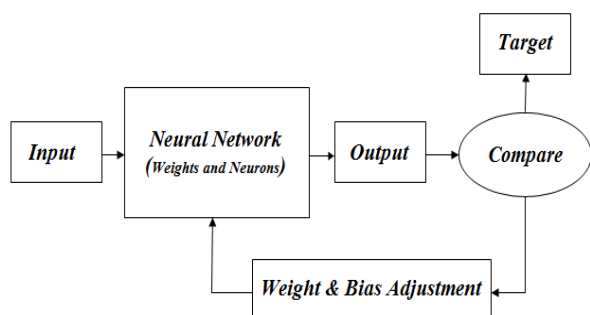 Target
Input
Neural Network
(Weights and Neurons)
Output
Compare
Weight & Bias Adjustment